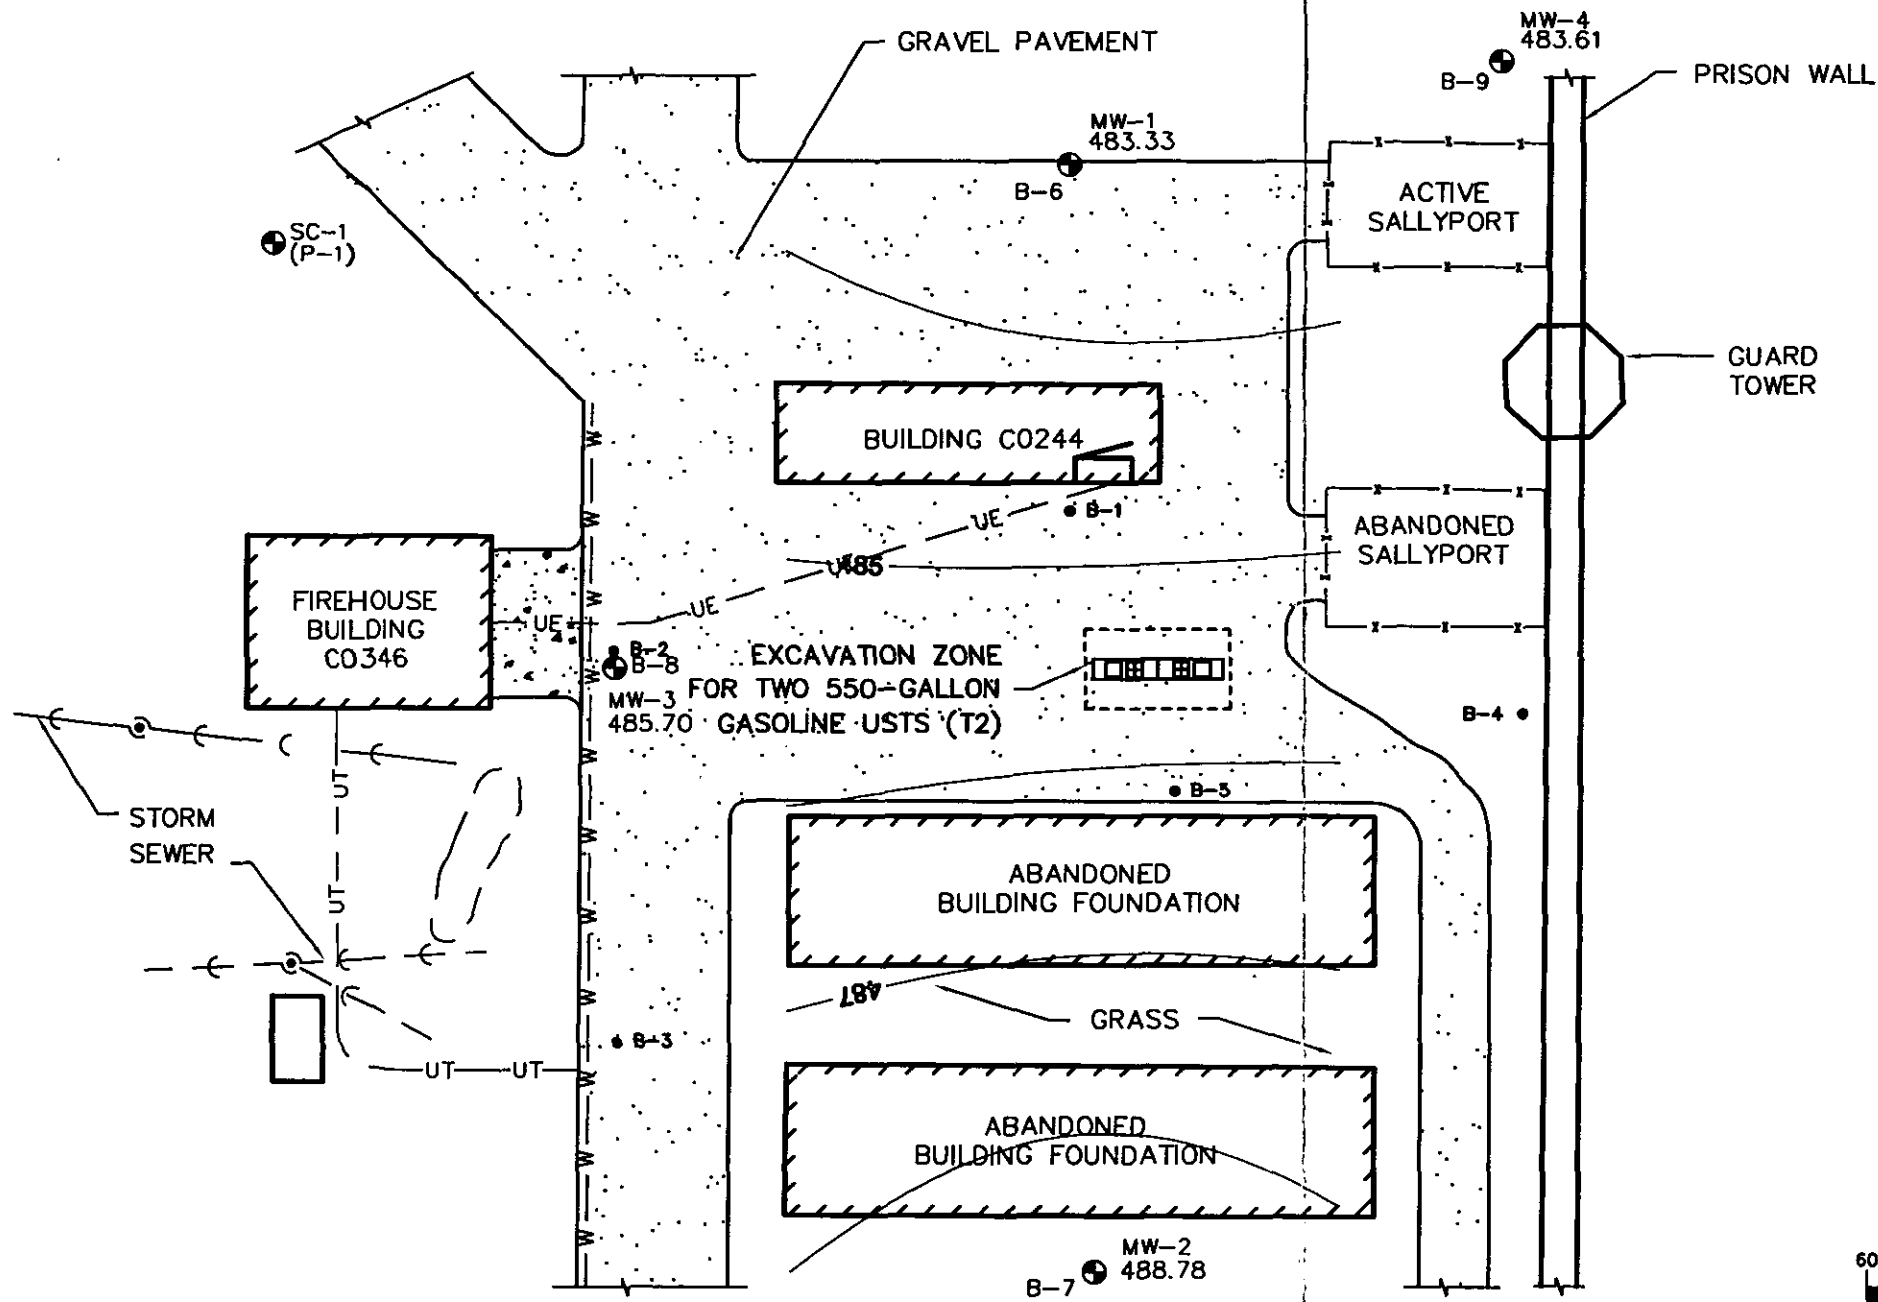 MW-4
483.61
GRAVEL PAVEMENT
B-9
PRISON WALL
MW-1
483.33
B-6
ACTIVE
SALLYPORT
SC-1
(P-1)
GUARD
TOWER
BUILDING C0244
W
B-1
UE
W
ABANDONED
SALLYPORT
485
FIREHOUSE
BUILDING
C0346
W
UE
UE
B-2
B-8
W
MW-3
485.70
EXCAVATION ZONE
FOR TWO 550-GALLON
GASOLINE USTS (T2)
B-4
W
UT
B-5
STORM
SEWER
W
ABANDONED
BUILDING FOUNDATION
UT
W
487
W
GRASS
B-3
UT
UT
W
ABANDONED
BUILDING FOUNDATION
W
W
MW-2
488.78
B-7
60